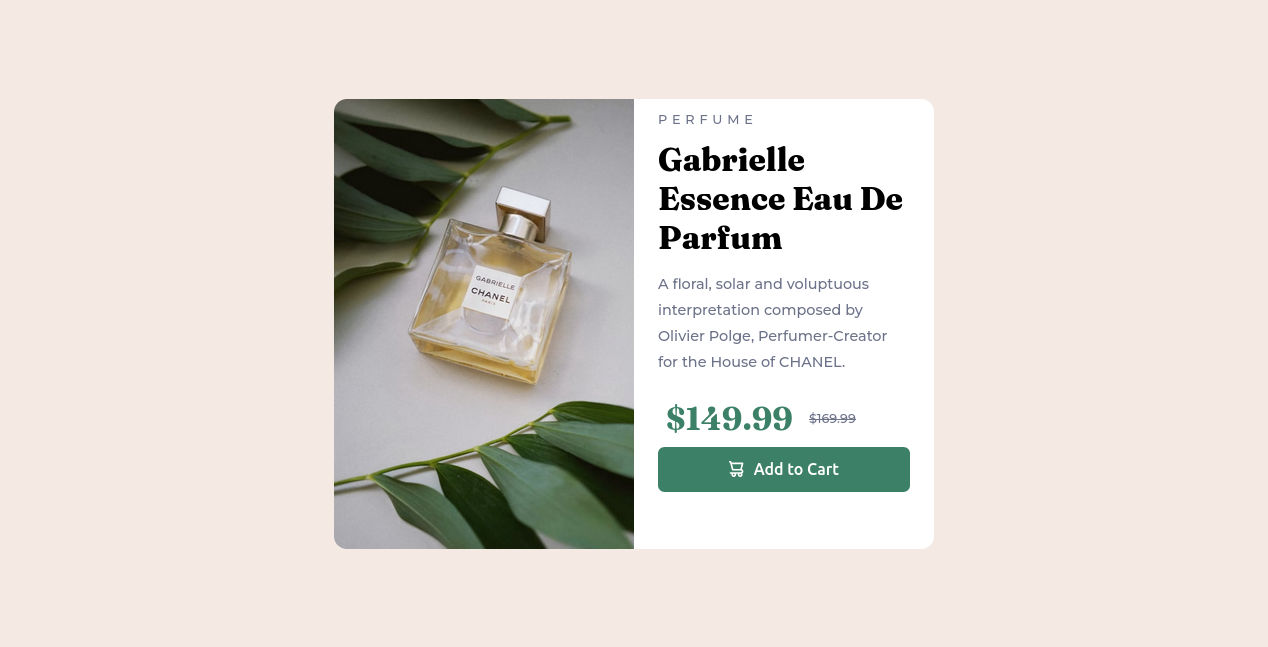 PERFUME
Gabrielle
Essence Eau De
Parfum
A floral, solar and voluptuous
interpretation composed by
Olivier Polge, Perfumer-Creator
for the House of CHANEL.
$149.99 $169.99
Add to Cart
GABRIELLE
CHANEL
PARIS